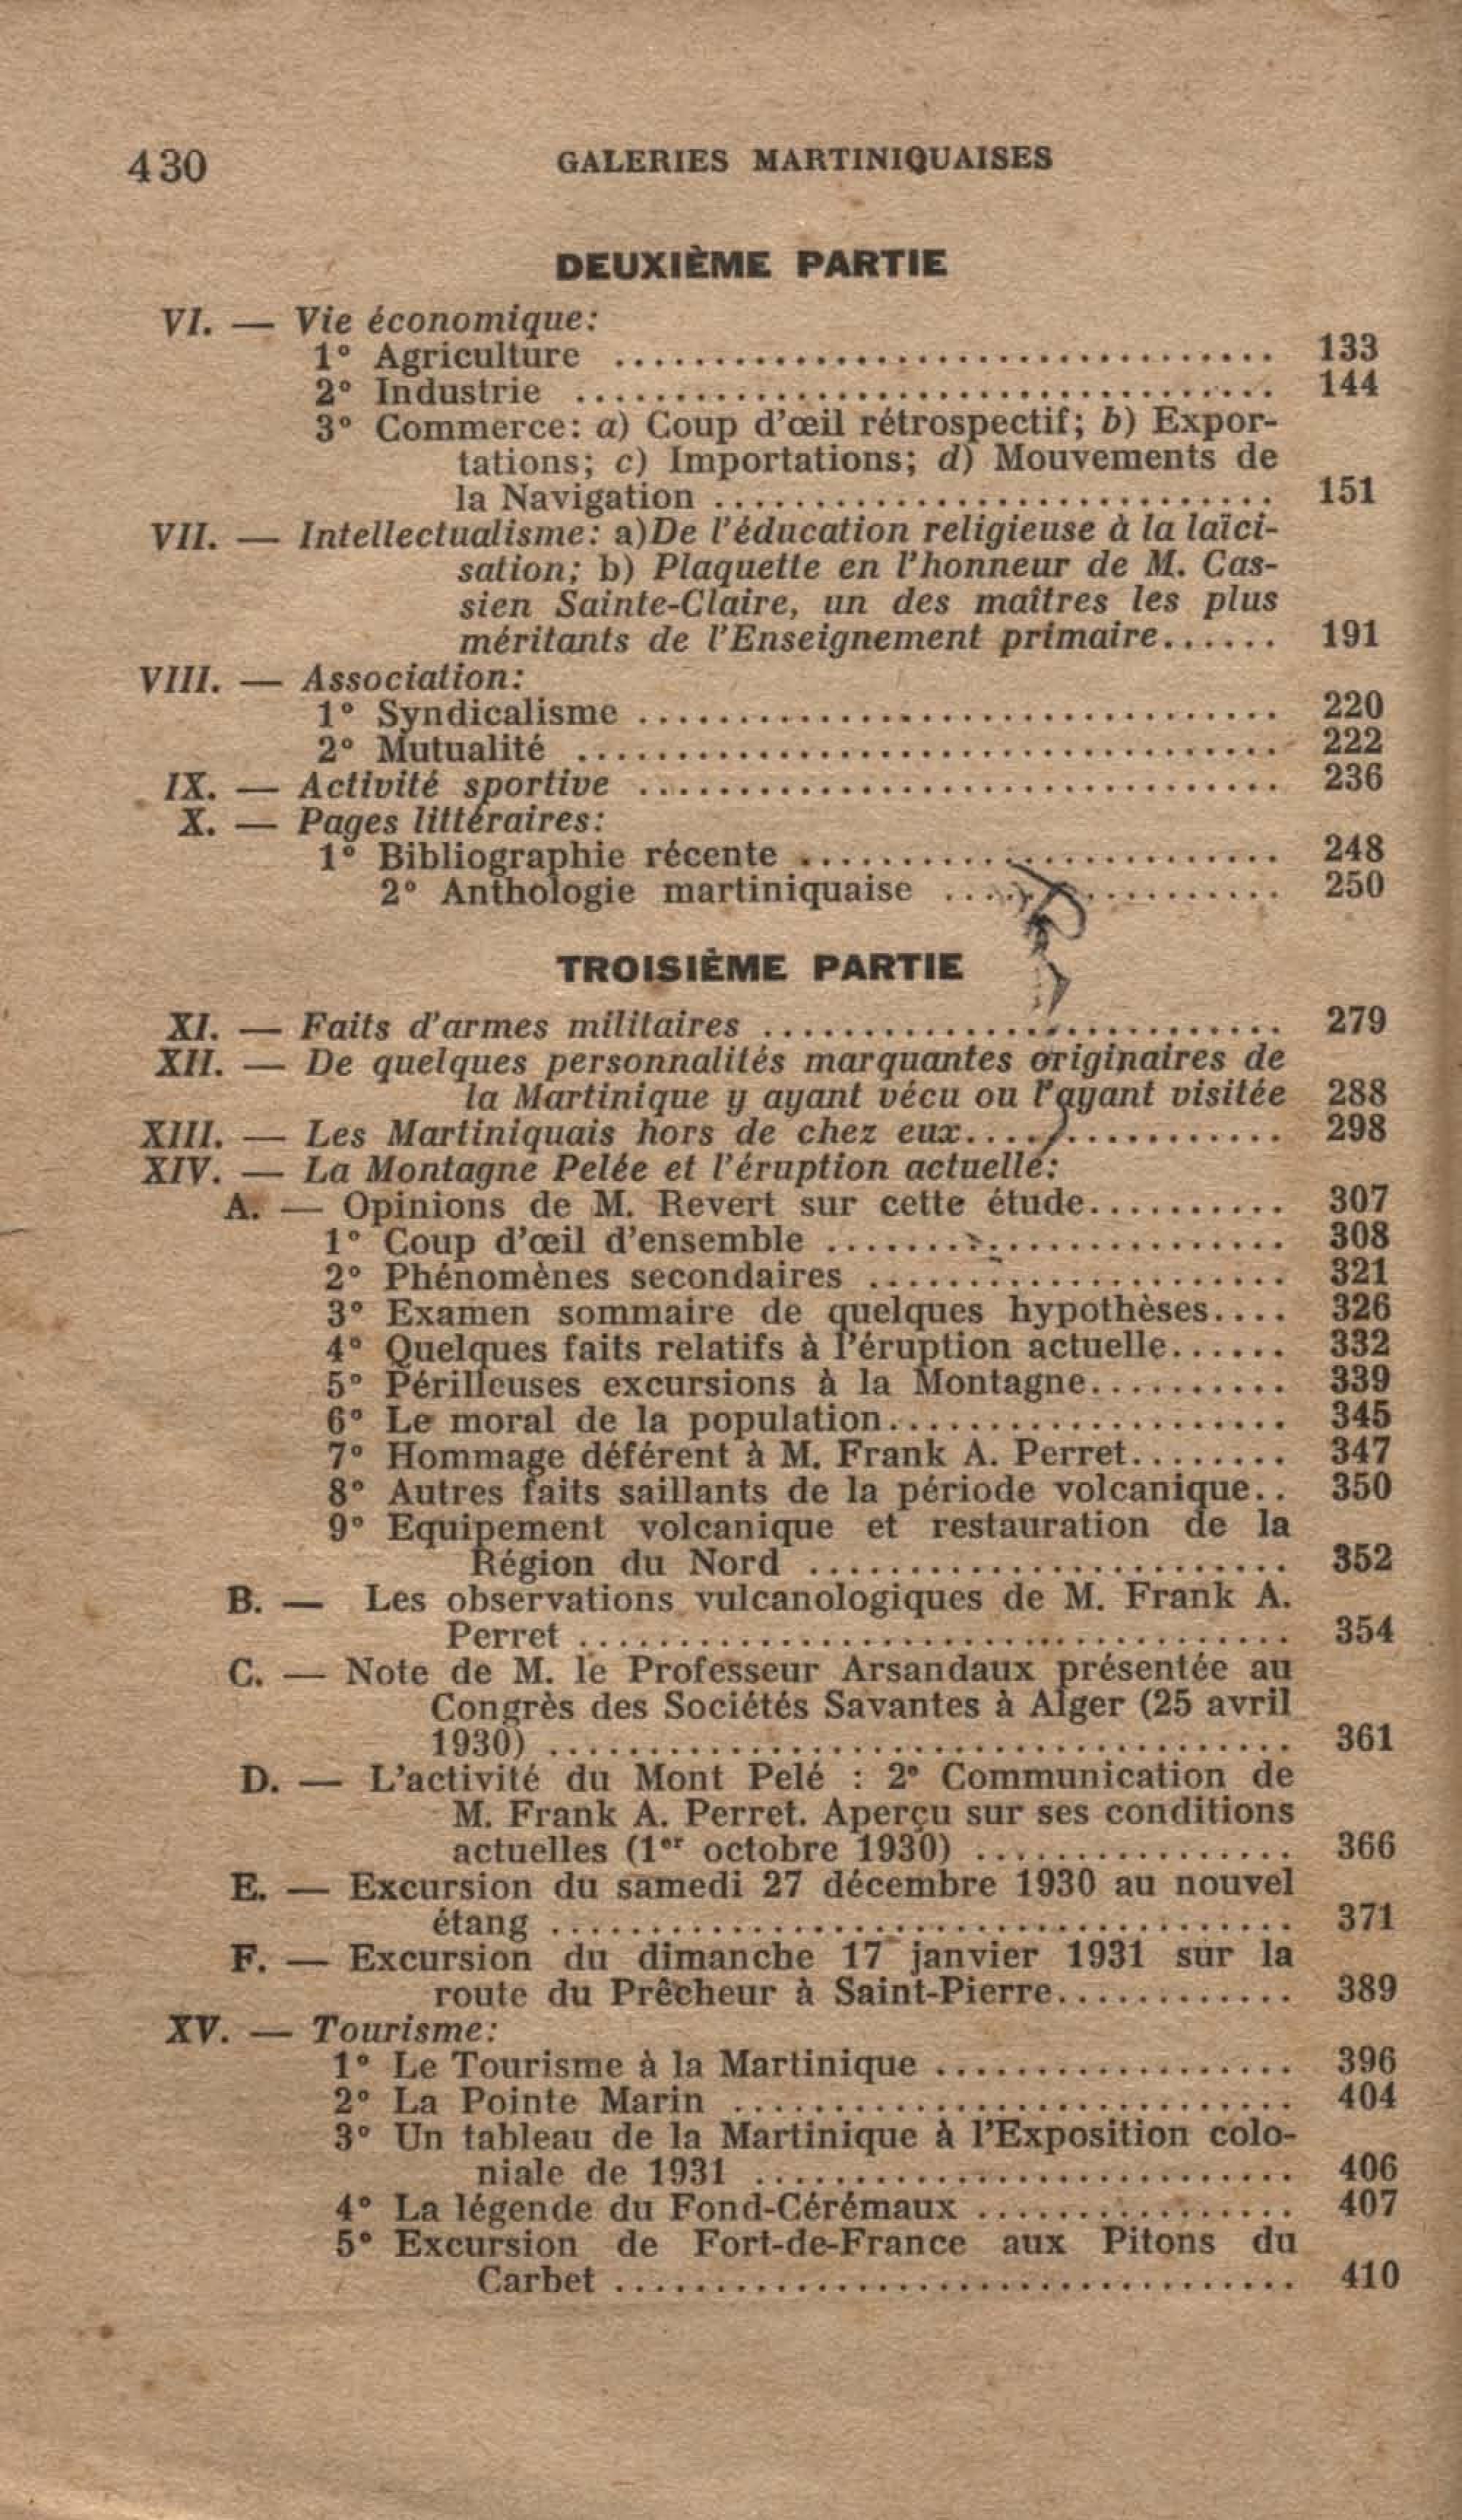 430 GALERIES MARTINIQUAISES
DEUXIÈME PARTIE
VI. — Vie économique:
1° Agriculture ................................. 133
2° Industrie ................................... 144
3° Commerce: a) Coup d'œil rétrospectif; b) Expor-
tations; c) Importations; d) Mouvements de
la Navigation ............................ 151
VII. — Intellectualisme: a) De l'éducation religieuse à la laïci-
sation; b) Plaquette en l'honneur de M. Cas-
sien Sainte-Claire, un des maîtres les plus
méritants de l'Enseignement primaire...... 191
VIII. — Association:
1° Syndicalisme ................................ 220
2° Mutualité ................................... 222
IX. — Activité sportive ................................ 236
X. — Pages littéraires:
1° Bibliographie récente ........................ 248
2° Anthologie martiniquaise ................. 250
TROISIÈME PARTIE
XI. — Faits d'armes militaires .......................... 279
XII. — De quelques personnalités marquantes originaires de
la Martinique y ayant vécu ou l'ayant visitée 288
XIII. — Les Martiniquais hors de chez eux................ 298
XIV. — La Montagne Pelée et l'éruption actuelle:
A. — Opinions de M. Revert sur cette étude.......... 307
1° Coup d'œil d'ensemble ....................... 308
2° Phénomènes secondaires ..................... 321
3° Examen sommaire de quelques hypothèses.... 326
4° Quelques faits relatifs à l'éruption actuelle...... 332
5° Périlleuses excursions à la Montagne.......... 339
6° Le moral de la population.................... 345
7° Hommage déférent à M. Frank A. Perret........ 347
8° Autres faits saillants de la période volcanique.. 350
9° Equipement volcanique et restauration de la
Région du Nord ........................ 352
B. — Les observations vulcanologiques de M. Frank A.
Perret .................................... 354
C. — Note de M. le Professeur Arsandaux présentée au
Congrès des Sociétés Savantes à Alger (25 avril
1930) ..................................... 361
D. — L'activité du Mont Pelé : 2e Communication de
M. Frank A. Perret. Aperçu sur ses conditions
actuelles (1er octobre 1930) ................ 366
E. — Excursion du samedi 27 décembre 1930 au nouvel
étang ..................................... 371
F. — Excursion du dimanche 17 janvier 1931 sur la
route du Prêcheur à Saint-Pierre............ 389
XV. — Tourisme:
1° Le Tourisme à la Martinique .................. 396
2° La Pointe Marin ............................ 404
3° Un tableau de la Martinique à l'Exposition colo-
niale de 1931 ........................... 406
4° La légende du Fond-Cérémaux ................ 407
5° Excursion de Fort-de-France aux Pitons du
Carbet .................................. 410